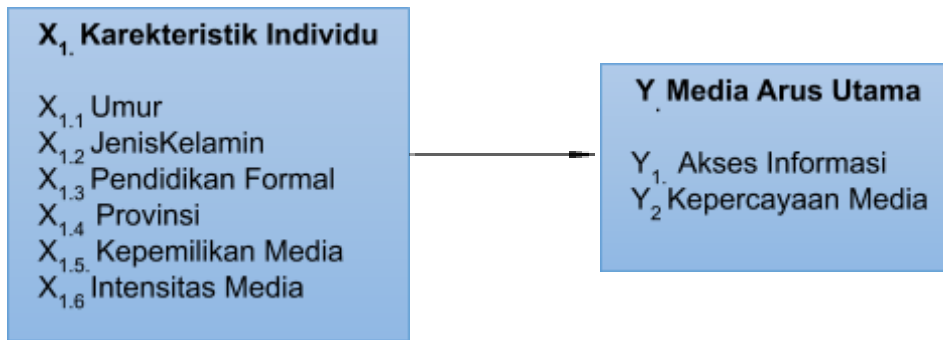 X1. Karekteristik Individu
X1.1 Umur
X1.2 JenisKelamin
X1.3 Pendidikan Formal
X1.4 Provinsi
X1.5. Kepemilikan Media
X1.6 Intensitas Media
Y. Media Arus Utama
Y1. Akses Informasi
Y2 Kepercayaan Media